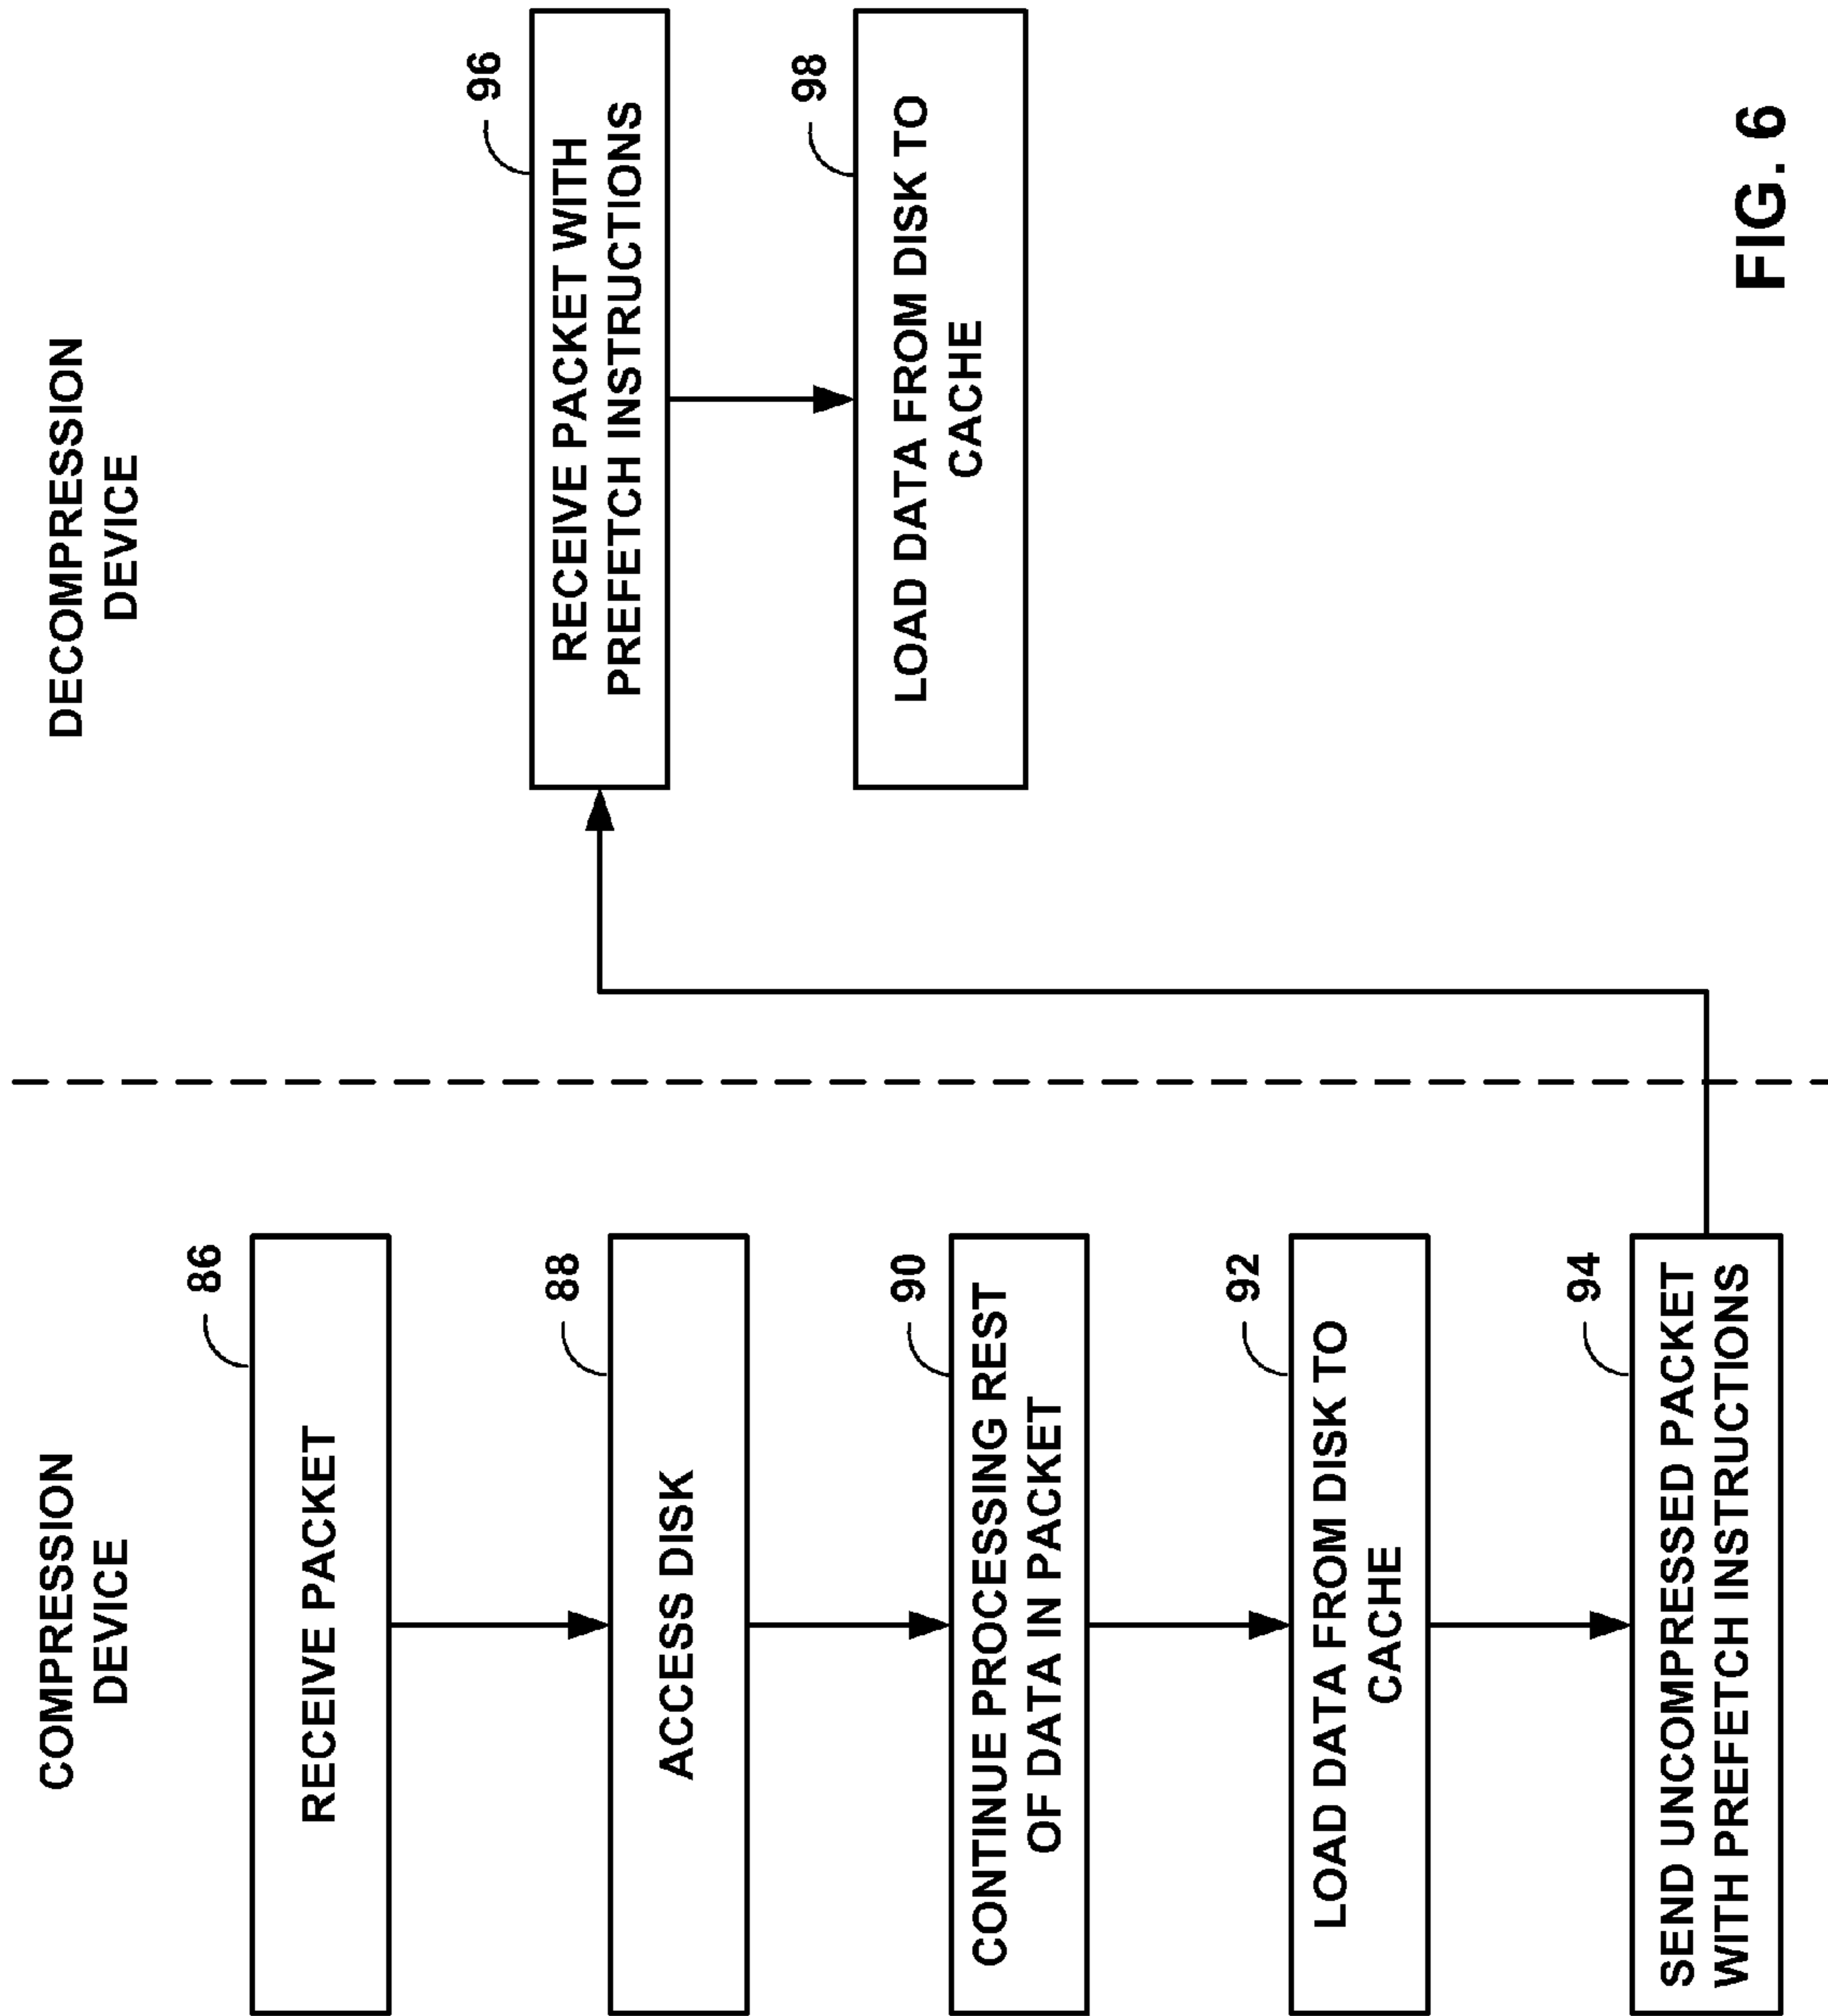 COMPRESSION
DEVICE
86
RECEIVE PACKET
88
ACCESS DISK
90
CONTINUE PROCESSING REST
OF DATA IN PACKET
92
LOAD DATA FROM DISK TO
CACHE
94
SEND UNCOMPRESSED PACKET
WITH PREFETCH INSTRUCTIONS
DECOMPRESSION
DEVICE
96
RECEIVE PACKET WITH
PREFETCH INSTRUCTIONS
98
LOAD DATA FROM DISK TO
CACHE
FIG. 6